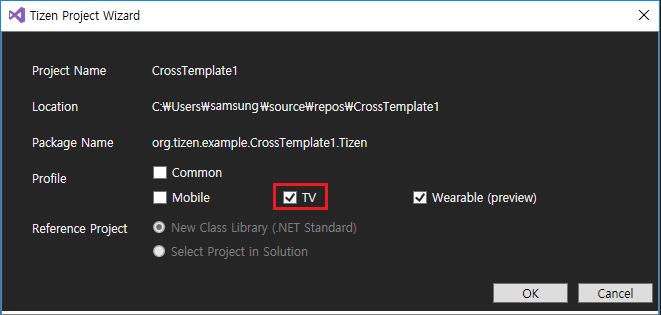 Tizen Project Wizard
Project Name CrossTemplate1
Location C:₩Users₩samsung₩source₩repos₩CrossTemplate1
Package Name org.tizen.example.CrossTemplate1.Tizen
Profile Common
Mobile TV Wearable (preview)
Reference Project New Class Library (.NET Standard)
Select Project in Solution
OK Cancel